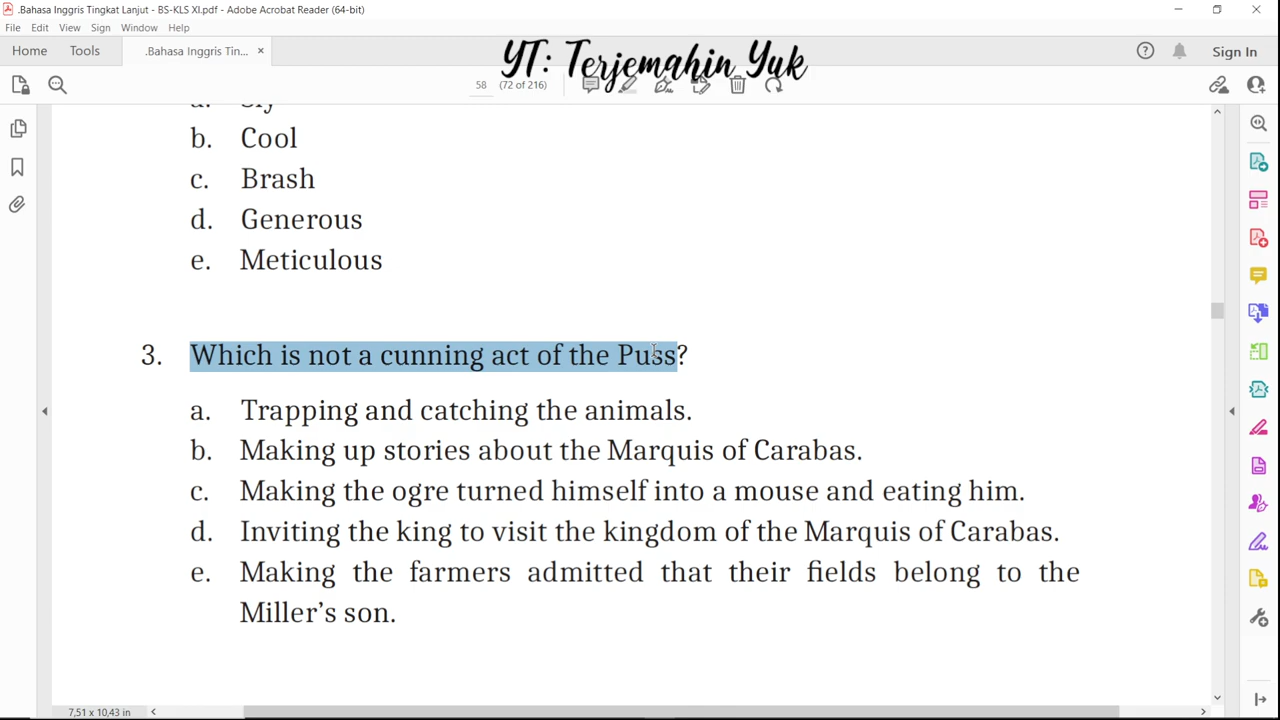 .Bahasa Inggris Tingkat Lanjut - BS-KLS XI.pdf - Adobe Acrobat Reader (64-bit)
File Edit View Sign Window Help
Home Tools .Bahasa Inggris Tin... × Sign In
YT: Terjemahin Yuk
58 (72 of 216)
b. Cool
c. Brash
d. Generous
e. Meticulous
3. Which is not a cunning act of the Puss?
a. Trapping and catching the animals.
b. Making up stories about the Marquis of Carabas.
c. Making the ogre turned himself into a mouse and eating him.
d. Inviting the king to visit the kingdom of the Marquis of Carabas.
e. Making the farmers admitted that their fields belong to the
Miller's son.
7,51 x 10,43 in